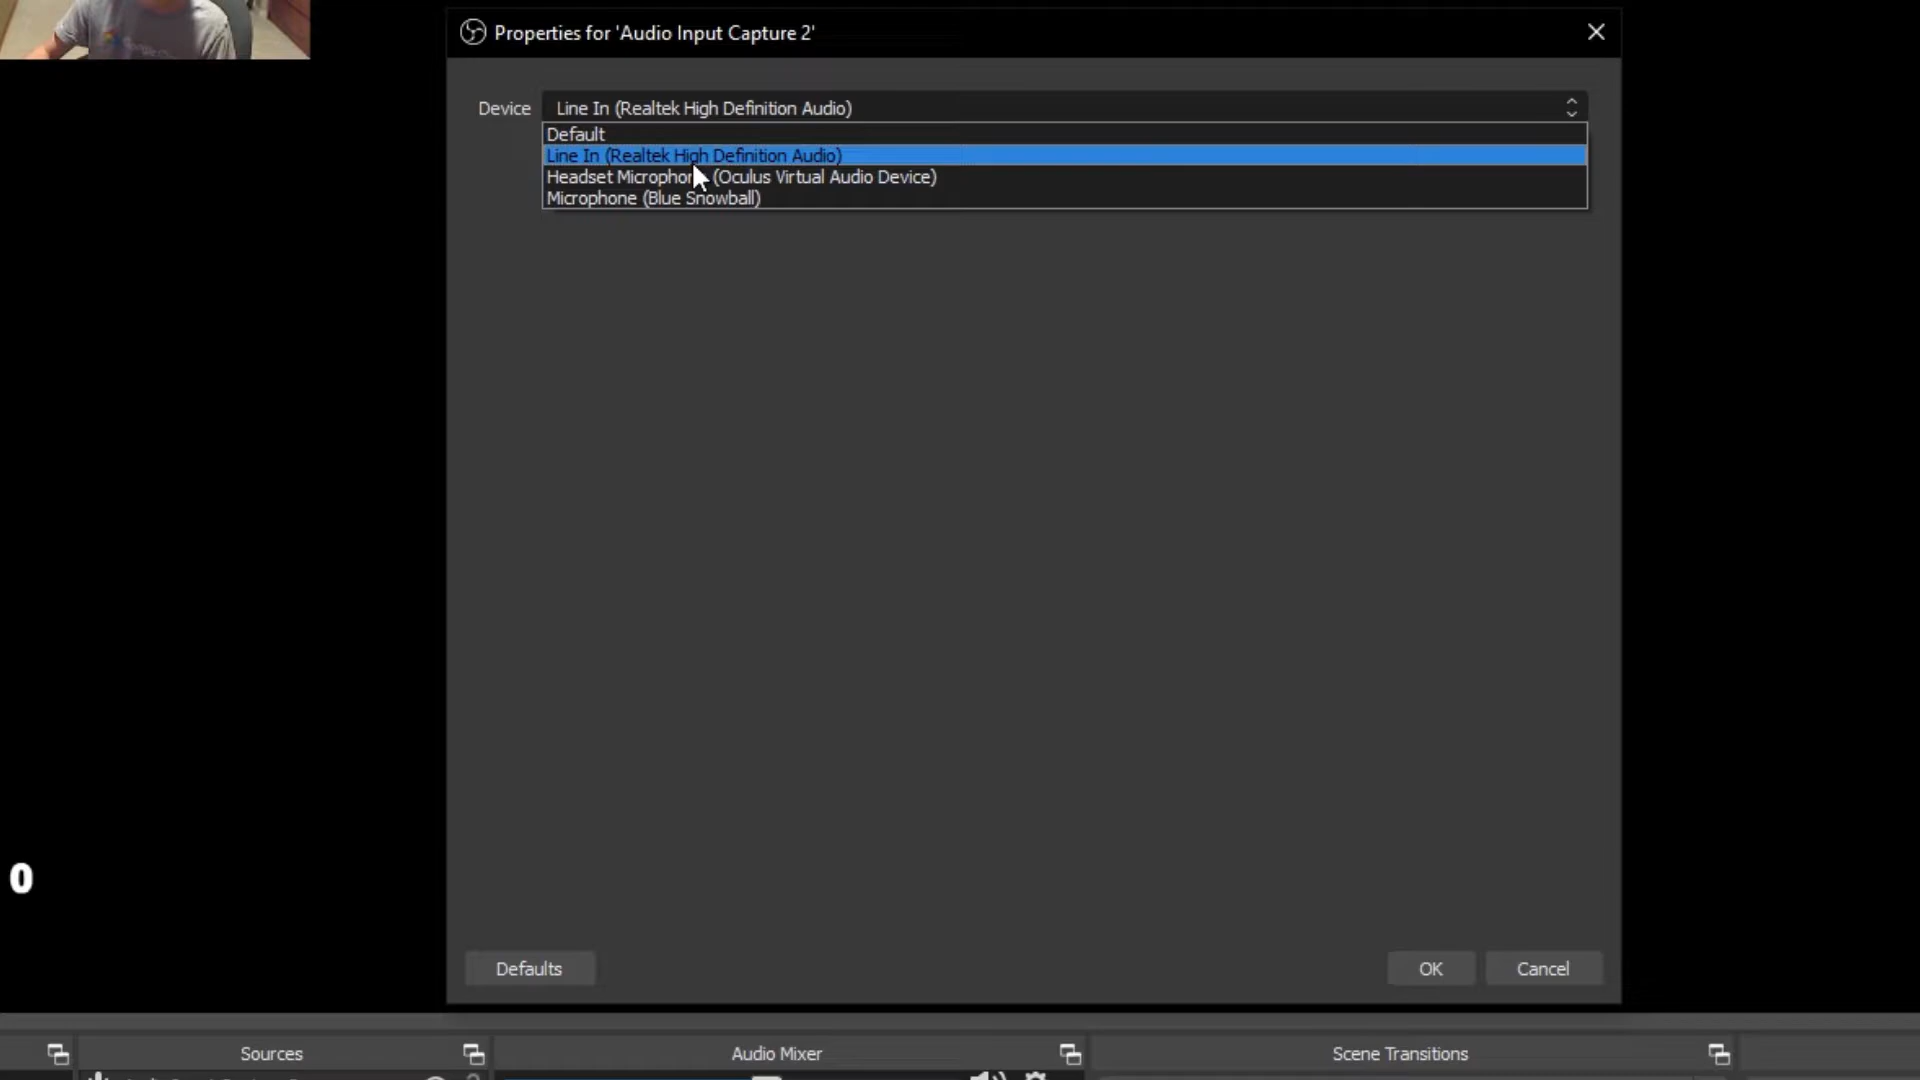 Properties for 'Audio Input Capture 2'
Device
Line In (Realtek High Definition Audio)
Default
Line In (Realtek High Definition Audio)
Headset Microphone (Oculus Virtual Audio Device)
Microphone (Blue Snowball)
0
Defaults
OK
Cancel
Sources
Audio Mixer
Scene Transitions